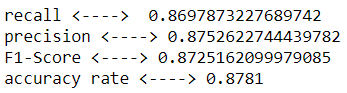 recall <---->  0.8697873227689742
precision <----> 0.8752622744439782
F1-Score <----> 0.8725162099979085
accuracy rate <----> 0.8781